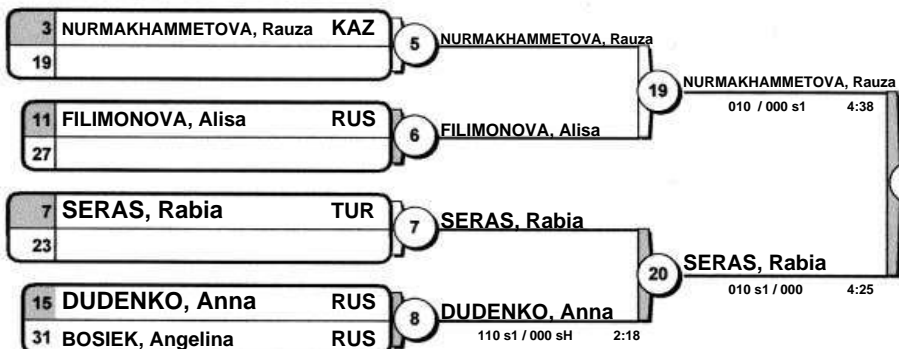 3 NURMAKHAMMETOVA, Rauza KAZ
19
5 NURMAKHAMMETOVA, Rauza
11 FILIMONOVA, Alisa RUS
27
6 FILIMONOVA, Alisa
19 NURMAKHAMMETOVA, Rauza
010 / 000 s1 4:38
7 SERAS, Rabia TUR
23
7 SERAS, Rabia
15 DUDENKO, Anna RUS
31 BOSIEK, Angelina RUS
8 DUDENKO, Anna
110 s1 / 000 sH 2:18
20 SERAS, Rabia
010 s1 / 000 4:25